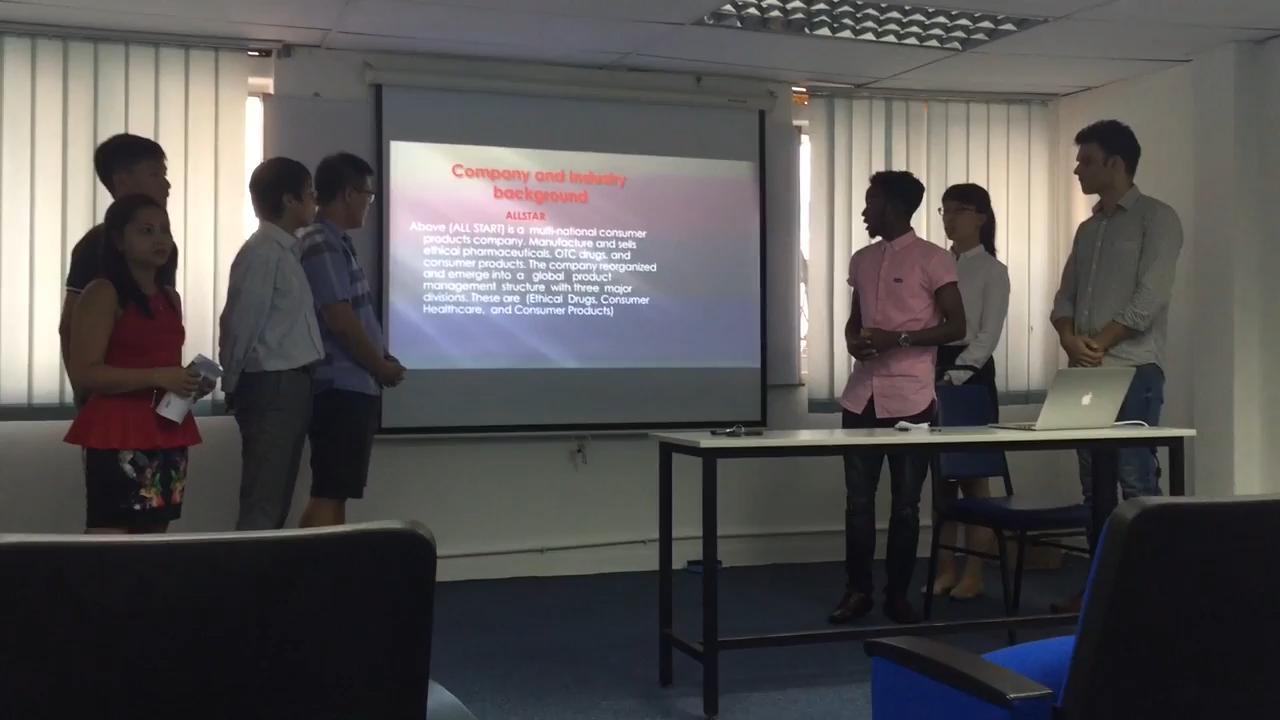 Company and Industry
background
ALLSTAR
Above (ALL START) is a multi-national consumer
products company. Manufacture and sells
ethical pharmaceuticals, OTC drugs, and
consumer products. The company reorganized
and emerge into a global product
management structure with three major
divisions. These are (Ethical Drugs, Consumer
Healthcare, and Consumer Products)